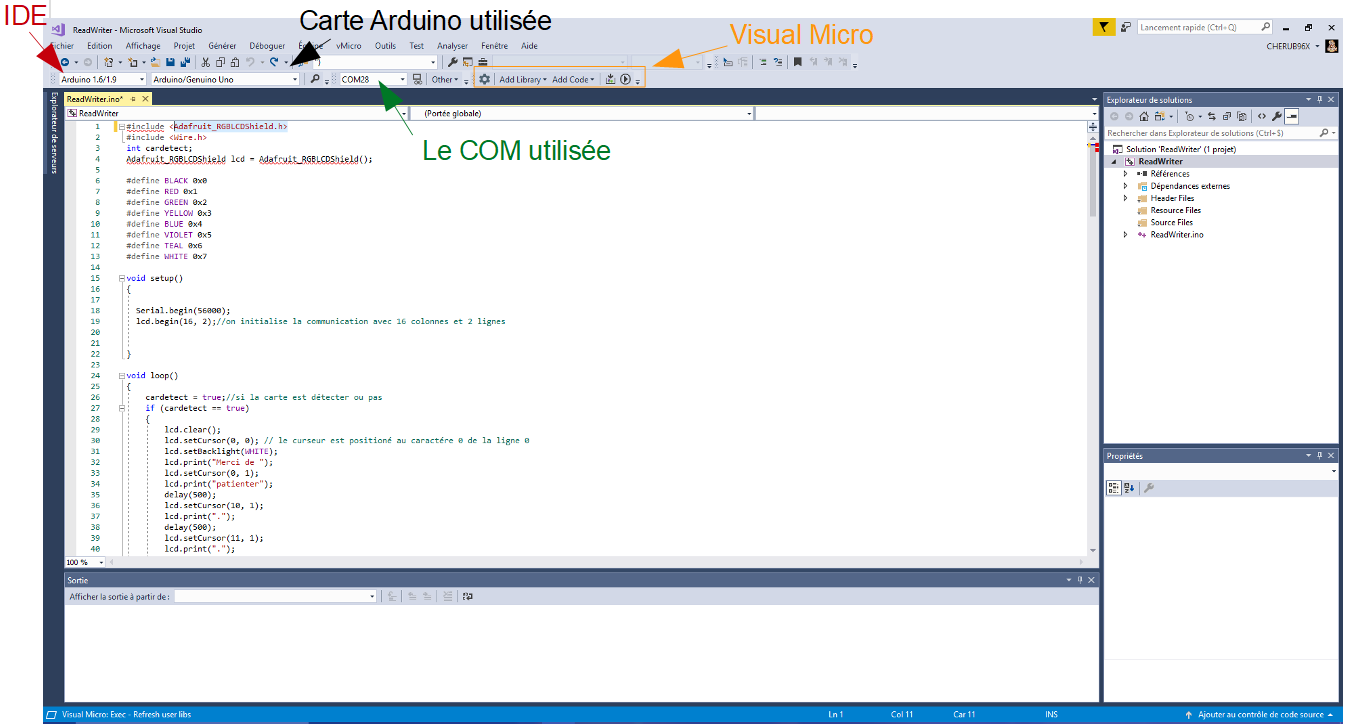 IDE
Carte Arduino utilisée
Visual Micro
ReadWriter - Microsoft Visual Studio
Lancement rapide (Ctrl+Q)
Fichier Edition Affichage Projet Générer Déboguer vMicro Outils Test Analyser Fenêtre Aide
CHERUB96X
Arduino 1.6/1.9 Arduino/Genuino Uno COM28 Other Add Library Add Code
Le COM utilisée
Explorateur de serveurs
ReadWriter.ino*
ReadWriter (Portée globale)
1 #include <Adafruit_RGBLCDShield.h>
2 #include <Wire.h>
3 int cardetect;
4 Adafruit_RGBLCDShield lcd = Adafruit_RGBLCDShield();
5
6 #define BLACK 0x0
7 #define RED 0x1
8 #define GREEN 0x2
9 #define YELLOW 0x3
10 #define BLUE 0x4
11 #define VIOLET 0x5
12 #define TEAL 0x6
13 #define WHITE 0x7
14
15 void setup()
16 {
17
18 Serial.begin(56000);
19 lcd.begin(16, 2);//on initialise la communication avec 16 colonnes et 2 lignes
20
21
22 }
23
24 void loop()
25 {
26 cardetect = true;//si la carte est détecter ou pas
27 if (cardetect == true)
28 {
29 lcd.clear();
30 lcd.setCursor(0, 0); // le curseur est positioné au caractére 0 de la ligne 0
31 lcd.setBacklight(WHITE);
32 lcd.print("Merci de ");
33 lcd.setCursor(0, 1);
34 lcd.print("patienter");
35 delay(500);
36 lcd.setCursor(10, 1);
37 lcd.print(".");
38 delay(500);
39 lcd.setCursor(11, 1);
40 lcd.print(".");
100 %
Explorateur de solutions
Rechercher dans Explorateur de solutions (Ctrl+$)
Solution 'ReadWriter' (1 projet)
ReadWriter
Références
Dépendances externes
Header Files
Resource Files
Source Files
ReadWriter.ino
Propriétés
Sortie
Afficher la sortie à partir de :
Visual Micro: Exec - Refresh user libs Ln 1 Col 11 Car 11 INS Ajouter au contrôle de code source